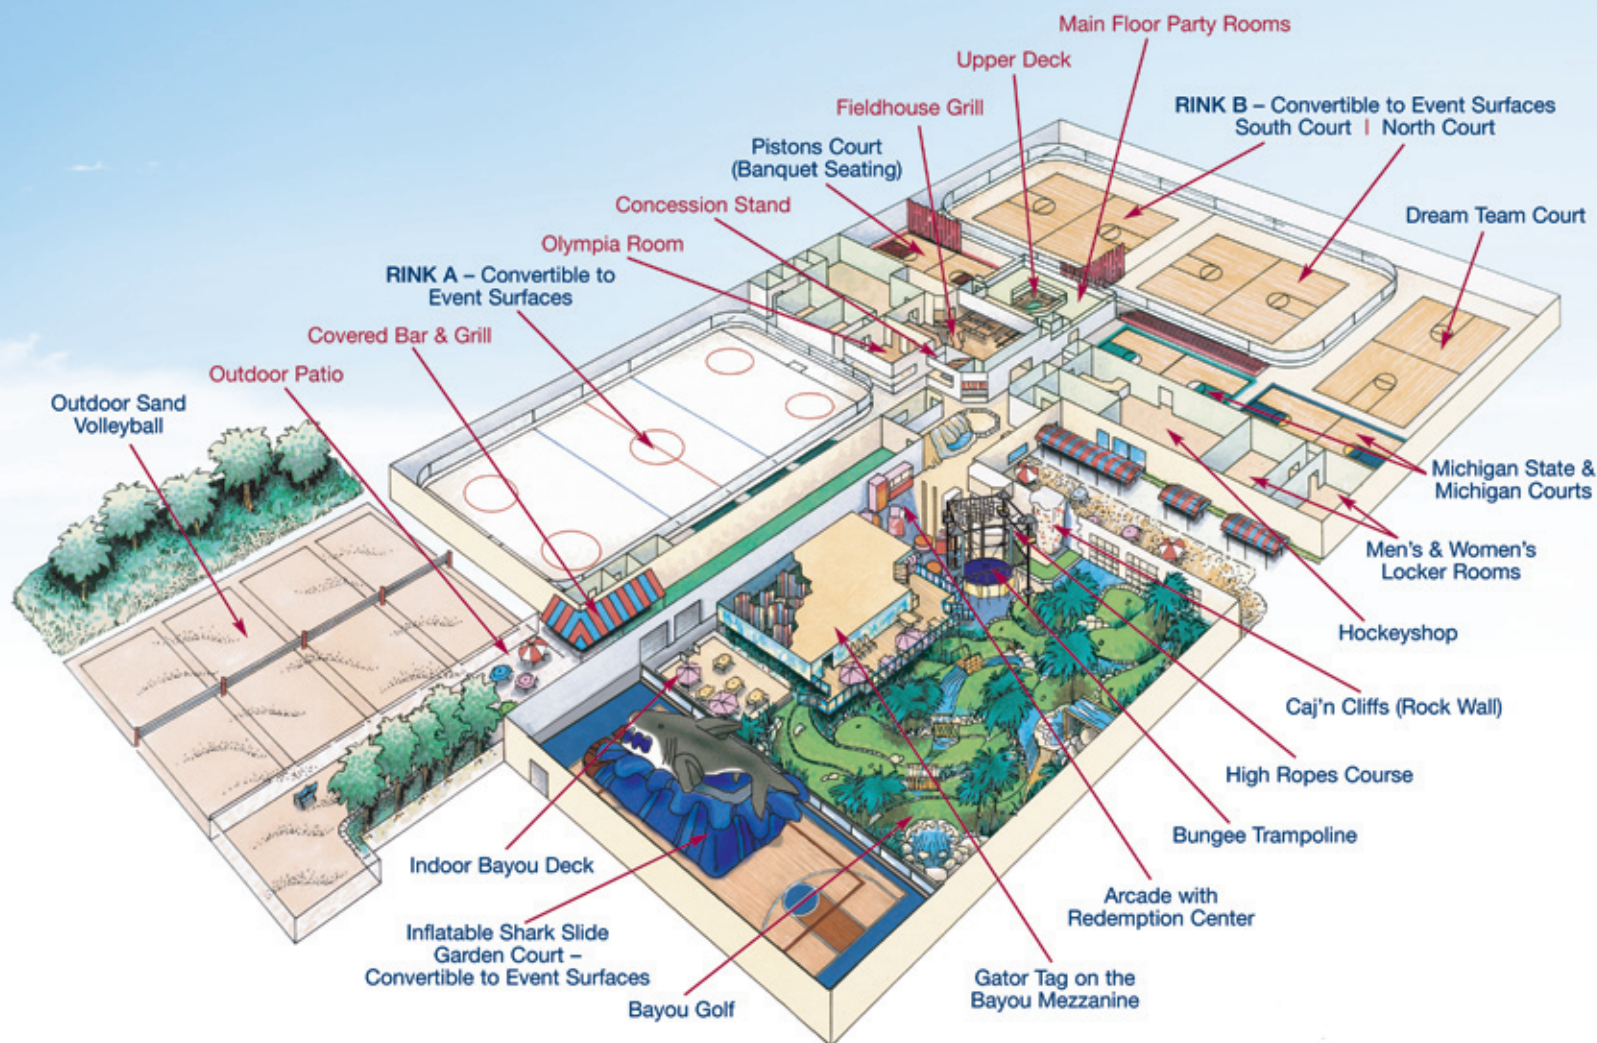 Main Floor Party Rooms
Upper Deck
Fieldhouse Grill
RINK B – Convertible to Event Surfaces
South Court | North Court
Pistons Court
(Banquet Seating)
Concession Stand
Dream Team Court
Olympia Room
RINK A – Convertible to
Event Surfaces
Covered Bar & Grill
Outdoor Patio
Outdoor Sand
Volleyball
Michigan State &
Michigan Courts
Men's & Women's
Locker Rooms
Hockeyshop
Caj'n Cliffs (Rock Wall)
High Ropes Course
Bungee Trampoline
Indoor Bayou Deck
Arcade with
Redemption Center
Inflatable Shark Slide
Garden Court –
Convertible to Event Surfaces
Gator Tag on the
Bayou Mezzanine
Bayou Golf